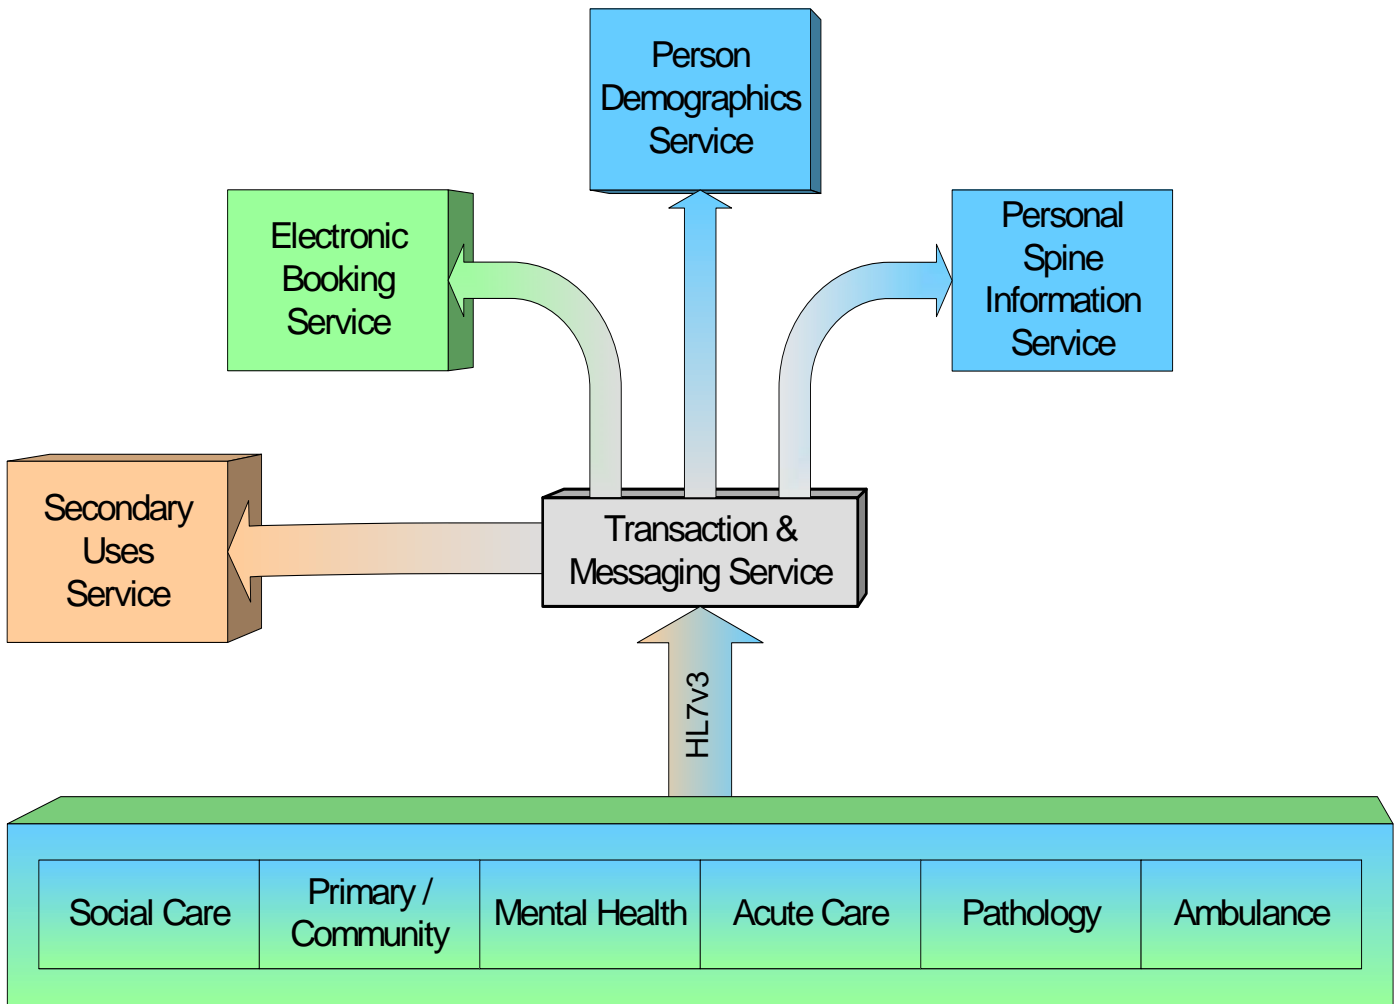 Person
Demographics
Service
Electronic
Booking
Service
Personal
Spine
Information
Service
Secondary
Uses
Service
Transaction &
Messaging Service
HL7v3
Social Care
Primary /
Community
Mental Health
Acute Care
Pathology
Ambulance